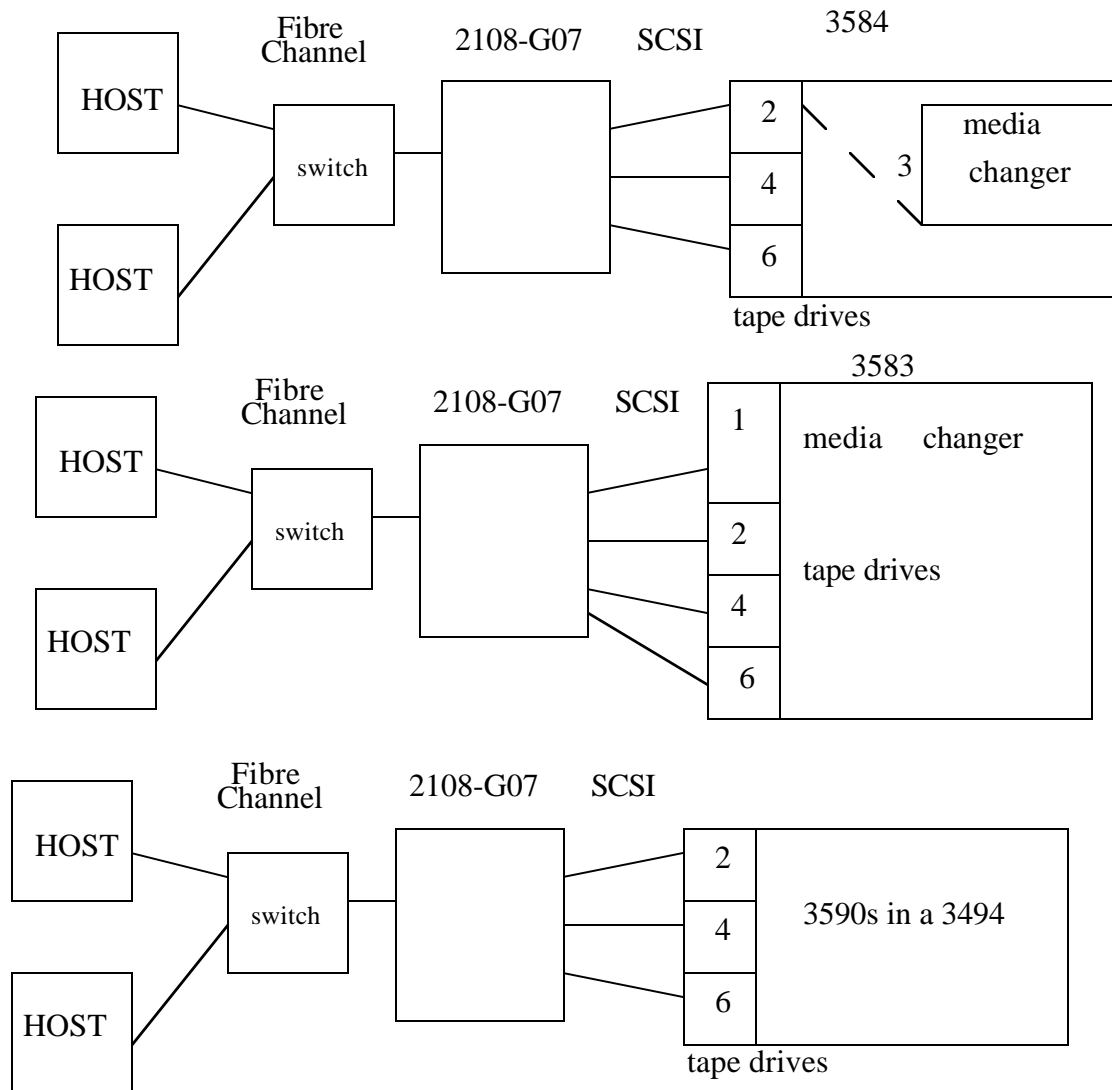 3584
Fibre
Channel
2108-G07 SCSI
HOST
switch
HOST
2
4
6
3
media
changer
tape drives
3583
Fibre
Channel
2108-G07 SCSI
HOST
switch
HOST
1
2
4
6
media changer
tape drives
Fibre
Channel
2108-G07 SCSI
HOST
switch
HOST
2
4
6
3590s in a 3494
tape drives